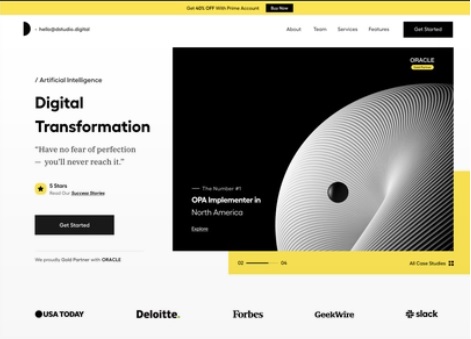 Get 40% OFF With Prime Account Buy Now
- hello@dstudio.digital
About Team Services Features Get Started
/ Artificial Intelligence
Digital
Transformation
"Have no fear of perfection
— you'll never reach it."
5 Stars
Read Our Success Stories
Get Started
We proudly Gold Partner with ORACLE
ORACLE
Gold Partner
The Number #1
OPA Implementer in
North America
Explore
02 04
All Case Studies
USA TODAY Deloitte. Forbes GeekWire slack